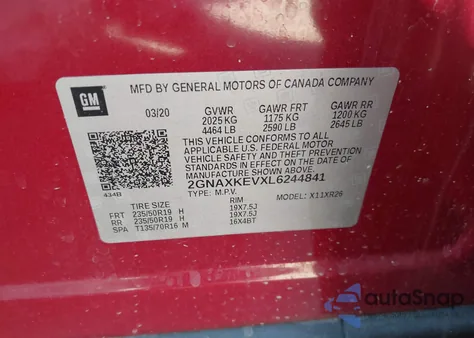 GM
MFD BY GENERAL MOTORS OF CANADA COMPANY
03/20 GVWR GAWR FRT GAWR RR
2025 KG 1175 KG 1200 KG
4464 LB 2590 LB 2645 LB
THIS VEHICLE CONFORMS TO ALL
APPLICABLE U.S. FEDERAL MOTOR
VEHICLE SAFETY, BUMPER, AND THEFT
PREVENTION STANDARDS IN EFFECT ON
THE DATE OF MANUFACTURE SHOWN ABOVE.
434B 2GNAXKEVXL6244841
TYPE: M.P.V. MODEL: X11XR26
TIRE SIZE RIM
FRT 235/50R19 H 19X7.5J
RR 235/50R19 H 19X7.5J
SPA T135/70R16 M 16X4BT
autoSnap